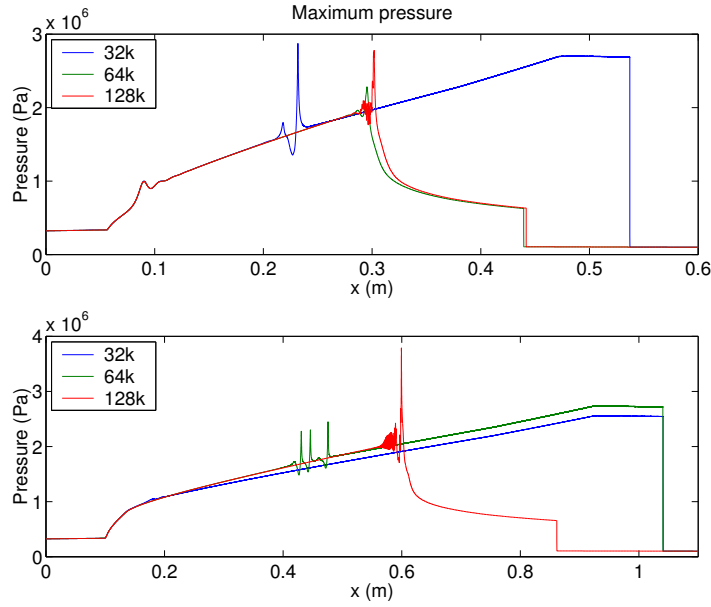 Maximum pressure
x 10^6
3
2
1
0
Pressure (Pa)
32k
64k
128k
0 0.1 0.2 0.3 0.4 0.5 0.6
x (m)
x 10^6
4
3
2
1
0
Pressure (Pa)
32k
64k
128k
0 0.2 0.4 0.6 0.8 1
x (m)